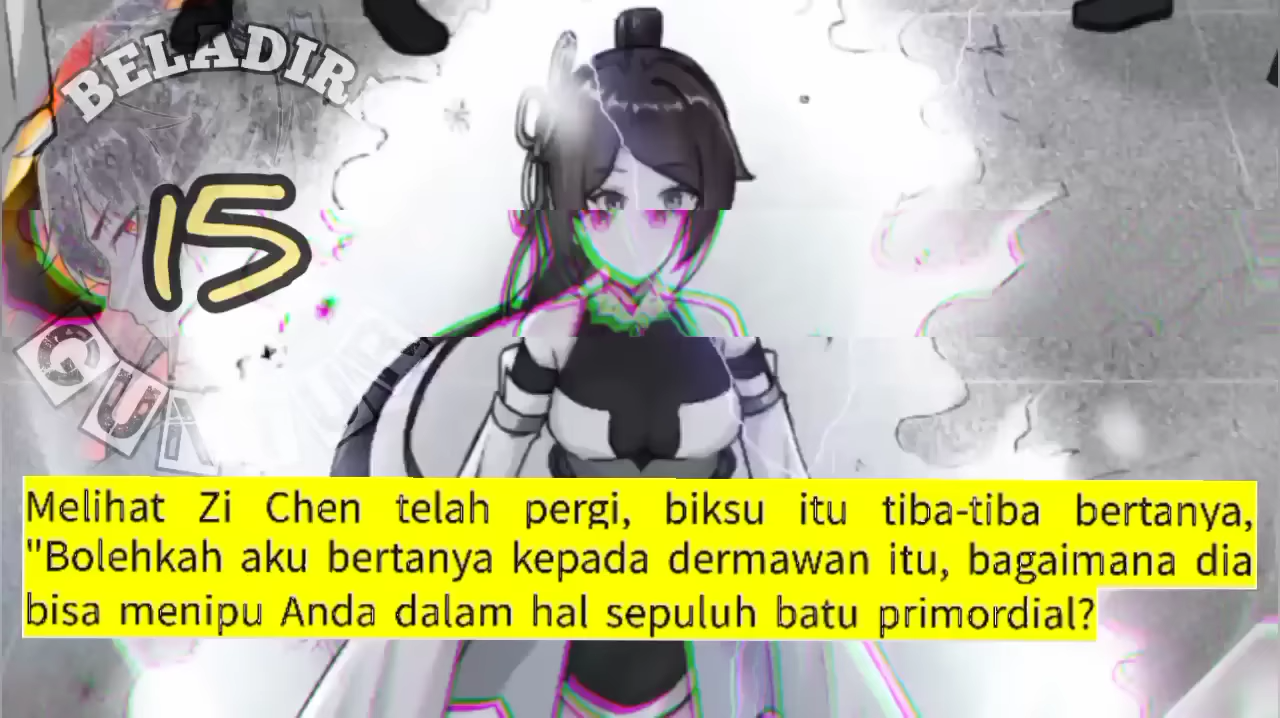 BELADIRI
15
Melihat Zi Chen telah pergi, biksu itu tiba-tiba bertanya,
"Bolehkah aku bertanya kepada dermawan itu, bagaimana dia
bisa menipu Anda dalam hal sepuluh batu primordial?